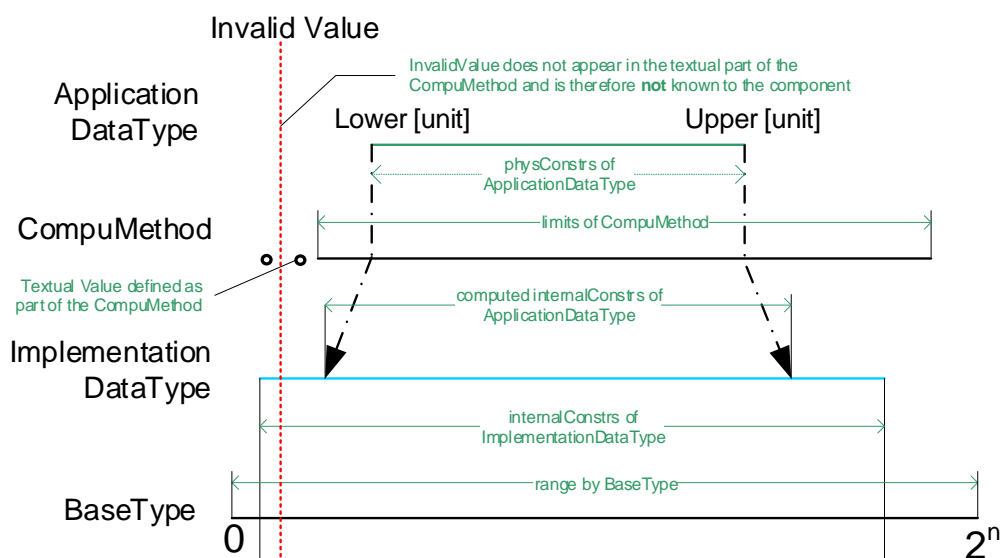 Invalid Value
InvalidValue does not appear in the textual part of the
CompuMethod and is therefore not known to the component
Application
DataType
Lower [unit]
Upper [unit]
physConstrs of
ApplicationDataType
CompuMethod
limits of CompuMethod
Textual Value defined as
part of the CompuMethod
computed internalConstrs of
ApplicationDataType
Implementation
DataType
internalConstrs of
ImplementationDataType
range by BaseType
BaseType
0
2ⁿ